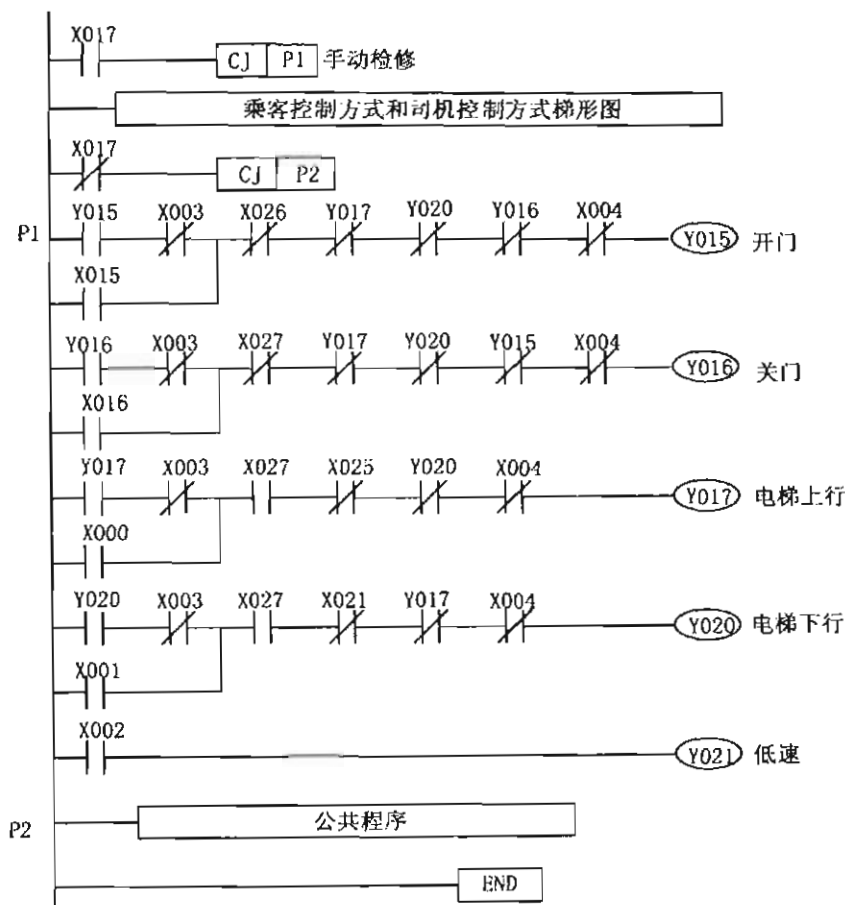 X017
CJ P1 手动检修
乘客控制方式和司机控制方式梯形图
X017
CJ P2
Y015 X003 X026 Y017 Y020 Y016 X004
P1 Y015 开门
X015
Y016 X003 X027 Y017 Y020 Y015 X004
Y016 关门
X016
Y017 X003 X027 X025 Y020 X004
Y017 电梯上行
X000
Y020 X003 X027 X021 Y017 X004
Y020 电梯下行
X001
X002
Y021 低速
P2 公共程序
END